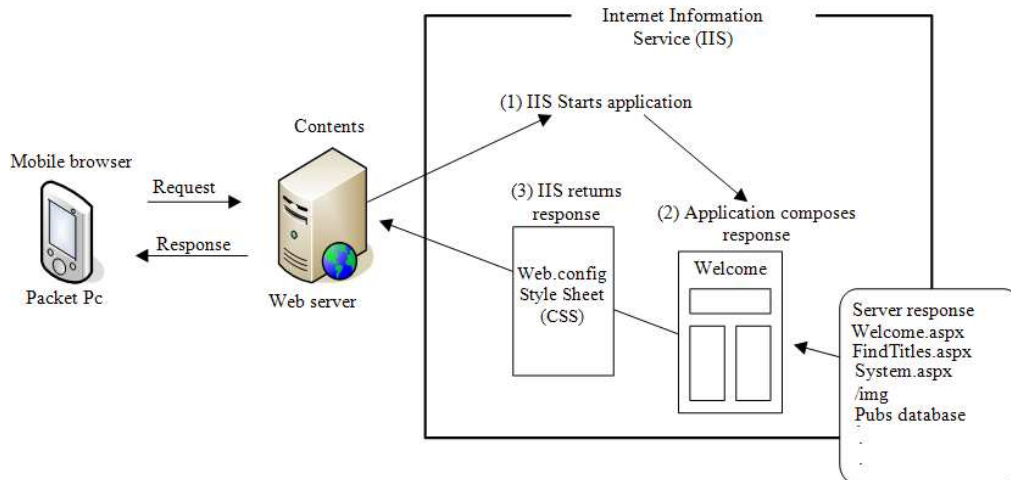 Internet Information
Service (IIS)
(1) IIS Starts application
Contents
Mobile browser
Request
Response
Packet Pc
Web server
(3) IIS returns
response
(2) Application composes
response
Web.config
Style Sheet
(CSS)
Welcome
Server response
Welcome.aspx
FindTitles.aspx
System.aspx
/img
Pubs database
.
.
.